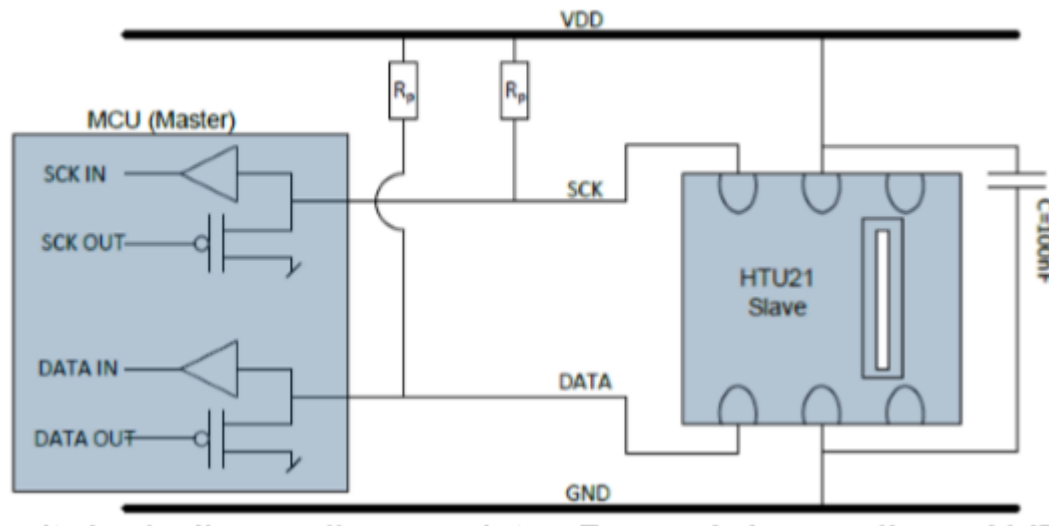 VDD
Rp
Rp
MCU (Master)
SCK IN
SCK
SCK OUT
HTU21
Slave
C=100nF
DATA IN
DATA
DATA OUT
GND